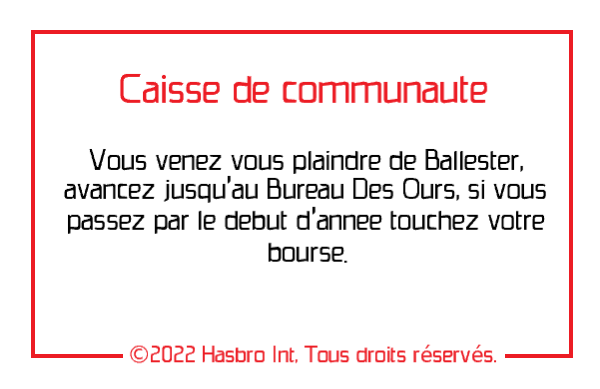 Caisse de communaute
Vous venez vous plaindre de Ballester,
avancez jusqu'au Bureau Des Ours, si vous
passez par le debut d'annee touchez votre
bourse.
©2022 Hasbro Int. Tous droits réservés.